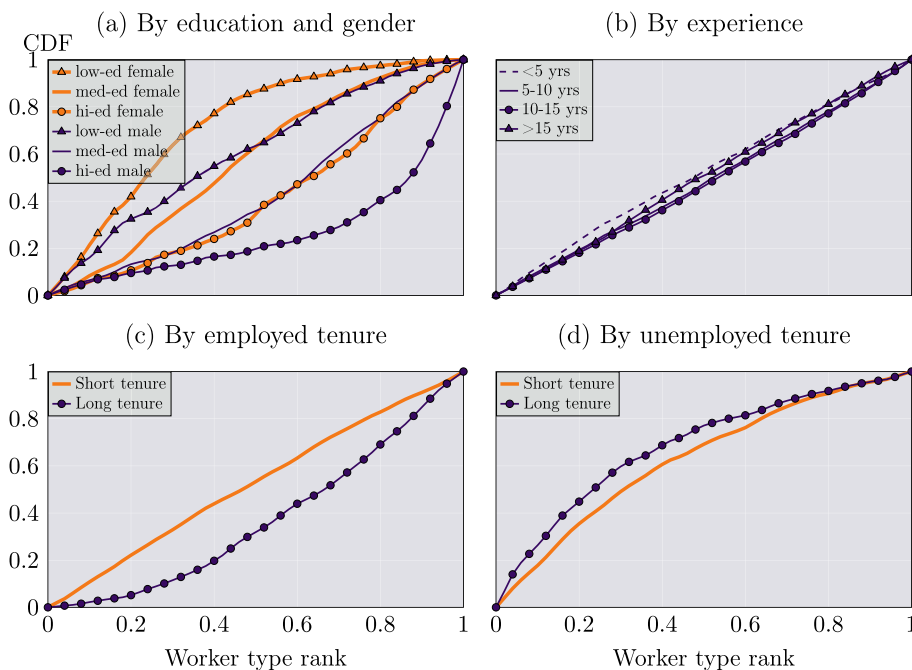 (a) By education and gender
CDF
1
0.8
0.6
0.4
0.2
0
low-ed female
med-ed female
hi-ed female
low-ed male
med-ed male
hi-ed male
(b) By experience
<5 yrs
5-10 yrs
10-15 yrs
>15 yrs
(c) By employed tenure
1
0.8
0.6
0.4
0.2
0
Short tenure
Long tenure
0 0.2 0.4 0.6 0.8 1
Worker type rank
(d) By unemployed tenure
Short tenure
Long tenure
0 0.2 0.4 0.6 0.8 1
Worker type rank